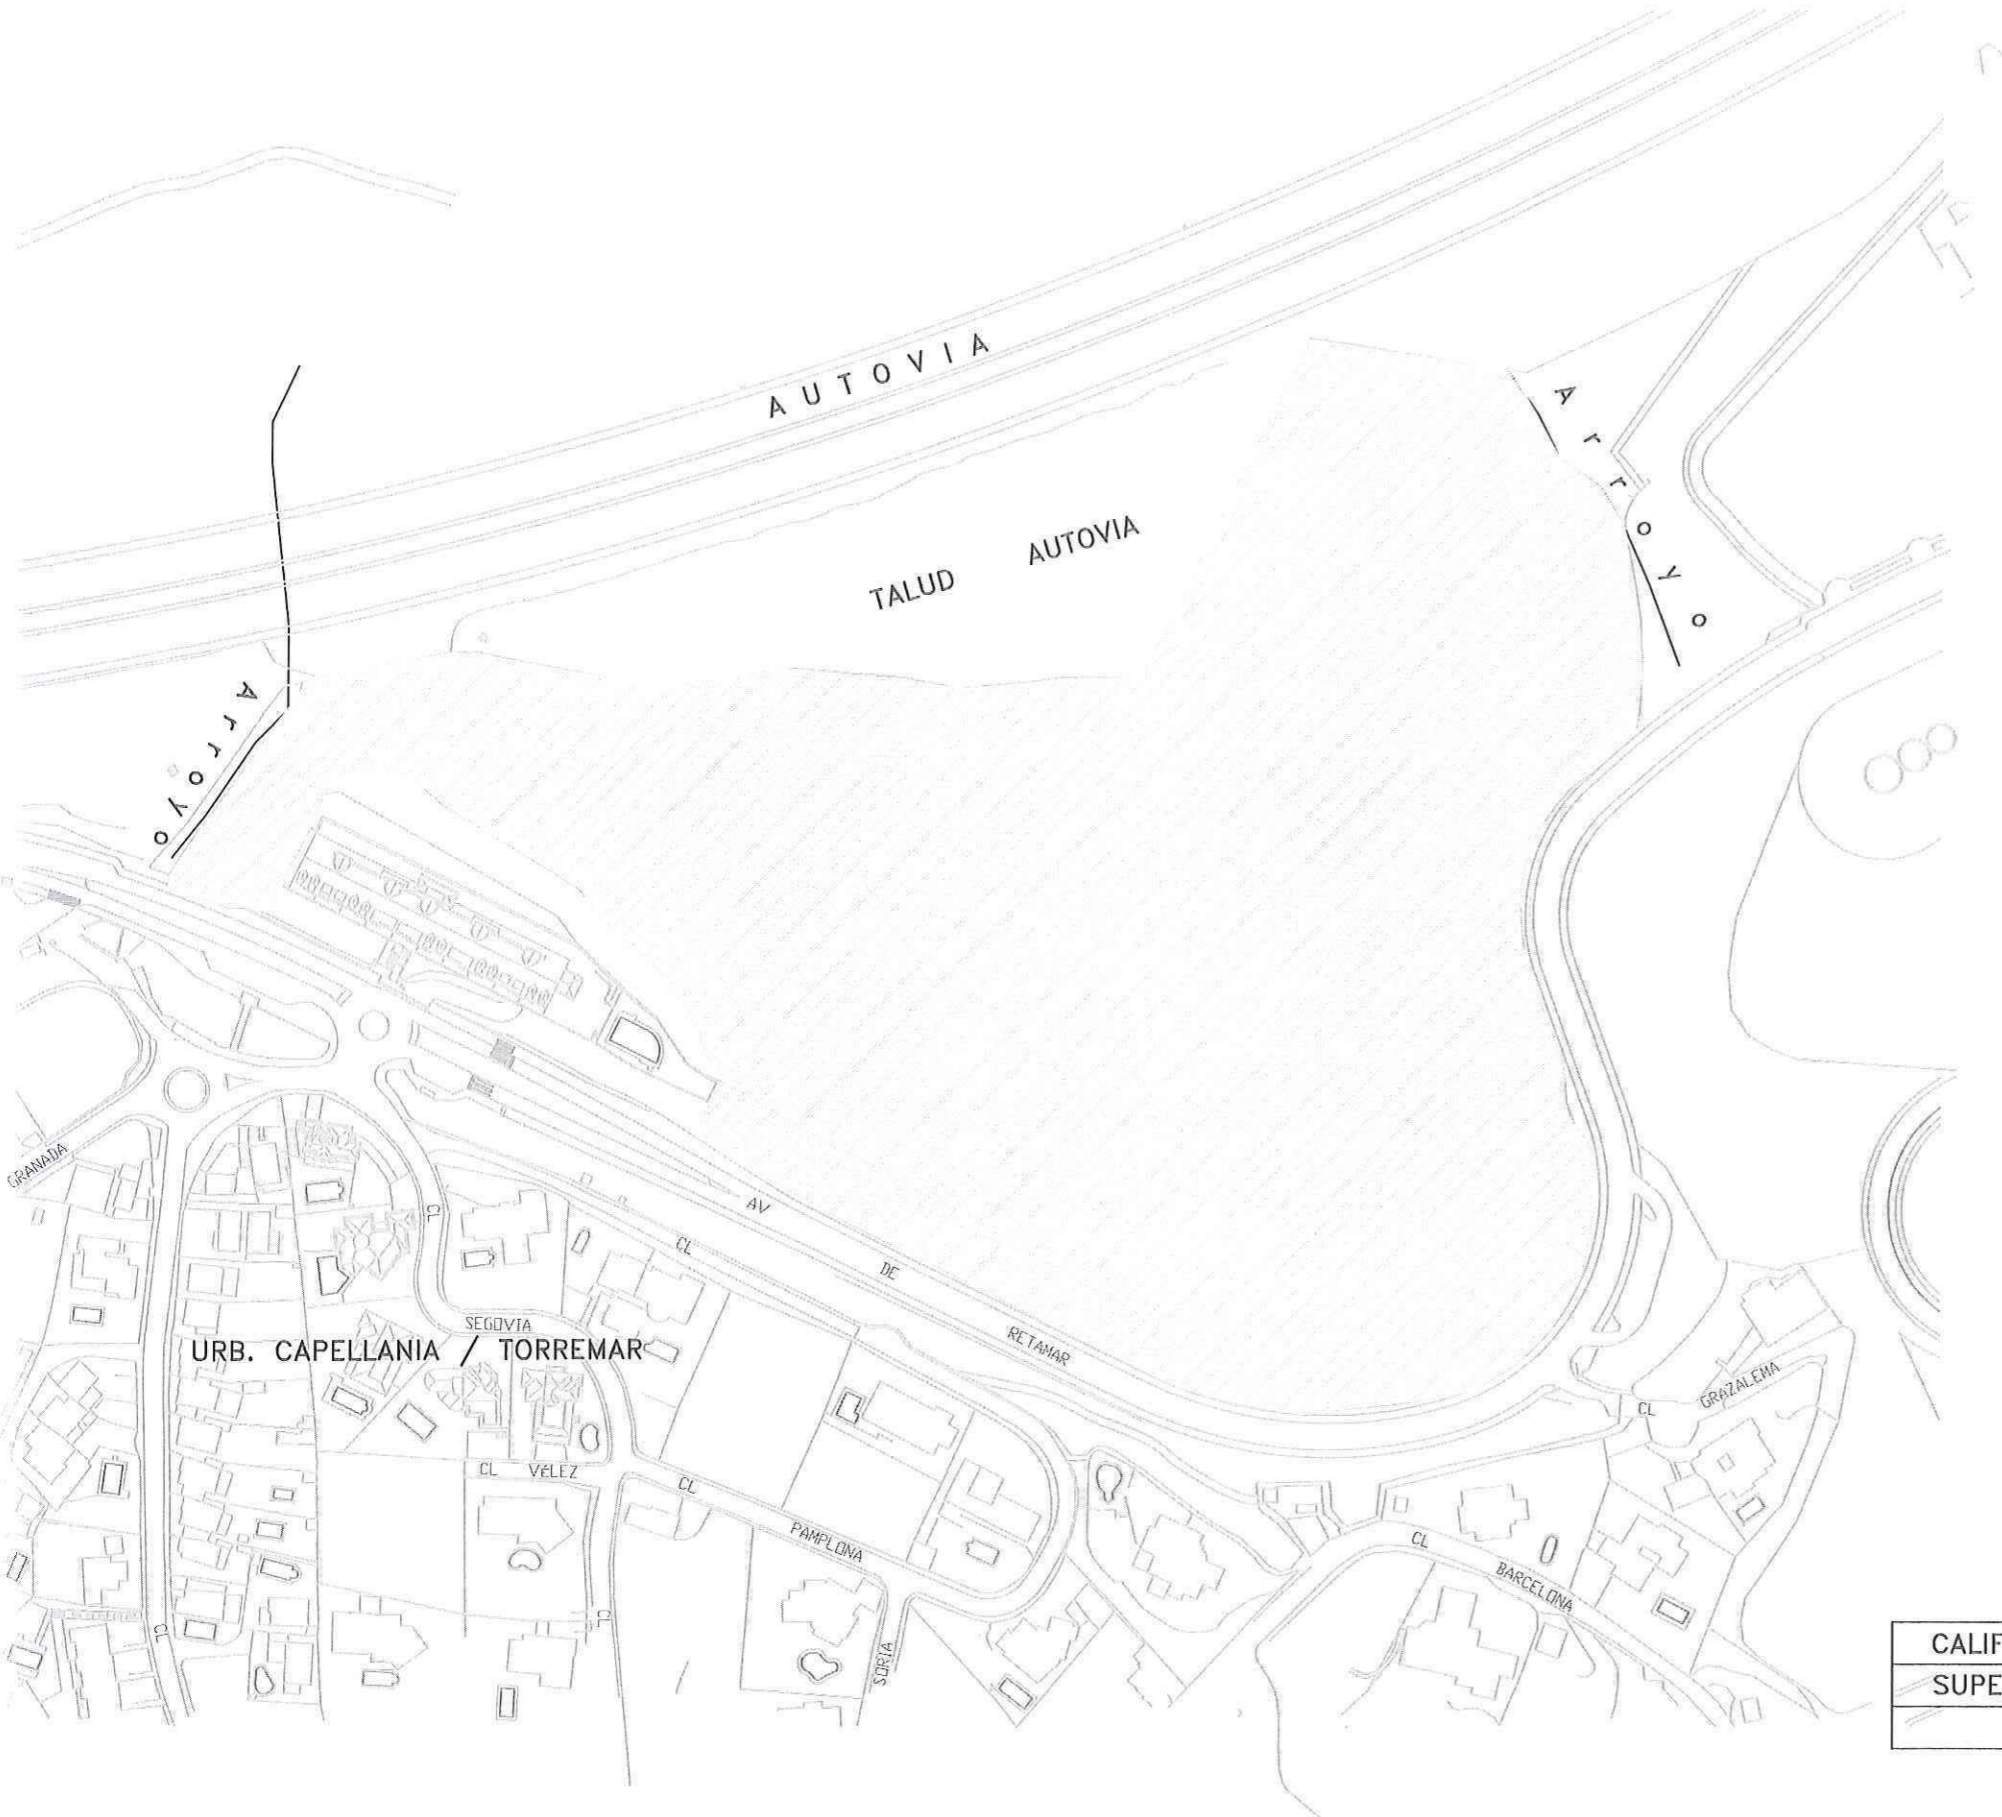 AUTOVIA
TALUD AUTOVIA
Arroyo
Arroyo
GRANADA
CL
CL
AV DE RETAMAR
SEGOVIA
URB. CAPELLANIA / TORREMAR
CL GRAZALEMA
CL VÉLEZ
CL PAMPLONA
CL BARCELONA
CL
CL
SORIA
CALIF
SUPE